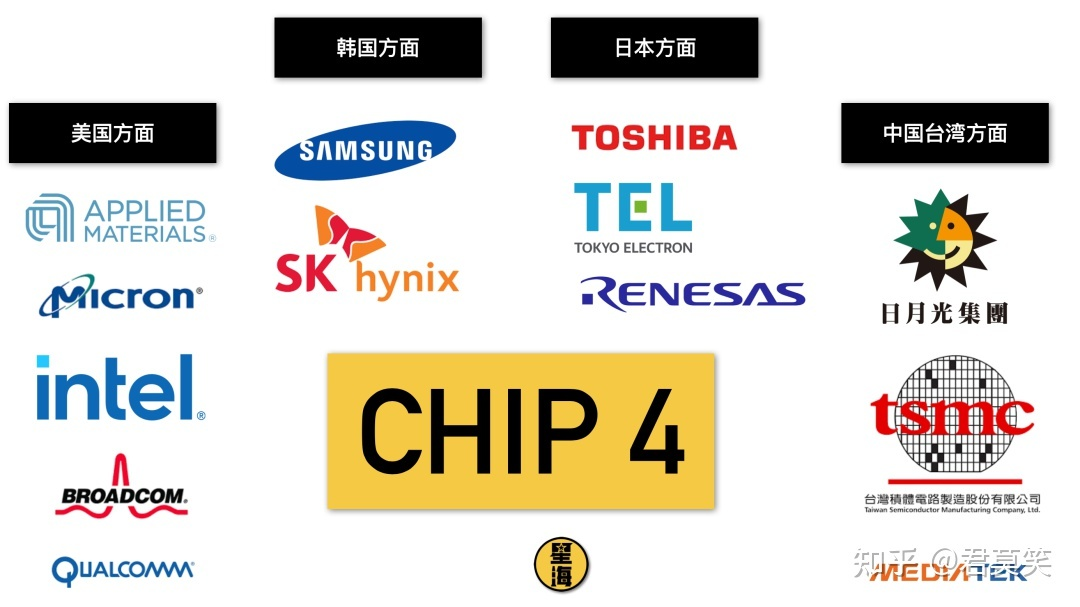 韩国方面
日本方面
美国方面
中国台湾方面
APPLIED
MATERIALS®
Micron®
intel®
BROADCOM®
QUALCOMM®
SAMSUNG
SK hynix
TOSHIBA
TEL
TOKYO ELECTRON
RENESAS
日月光集團
tsmc
台灣積體電路製造股份有限公司
Taiwan Semiconductor Manufacturing Company, Ltd.
MEDIATEK
CHIP 4
星海
知乎 @君莫笑